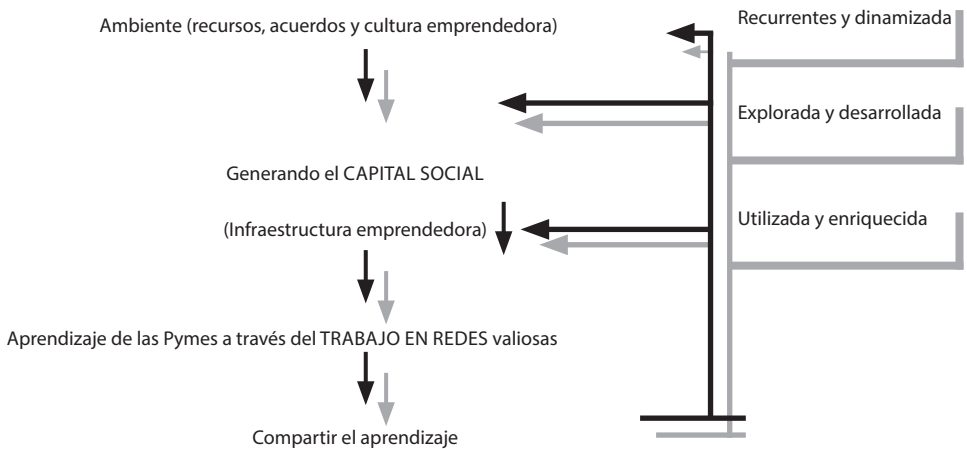 Ambiente (recursos, acuerdos y cultura emprendedora)
Recurrentes y dinamizada
Explorada y desarrollada
Generando el CAPITAL SOCIAL
(Infraestructura emprendedora)
Utilizada y enriquecida
Aprendizaje de las Pymes a través del TRABAJO EN REDES valiosas
Compartir el aprendizaje